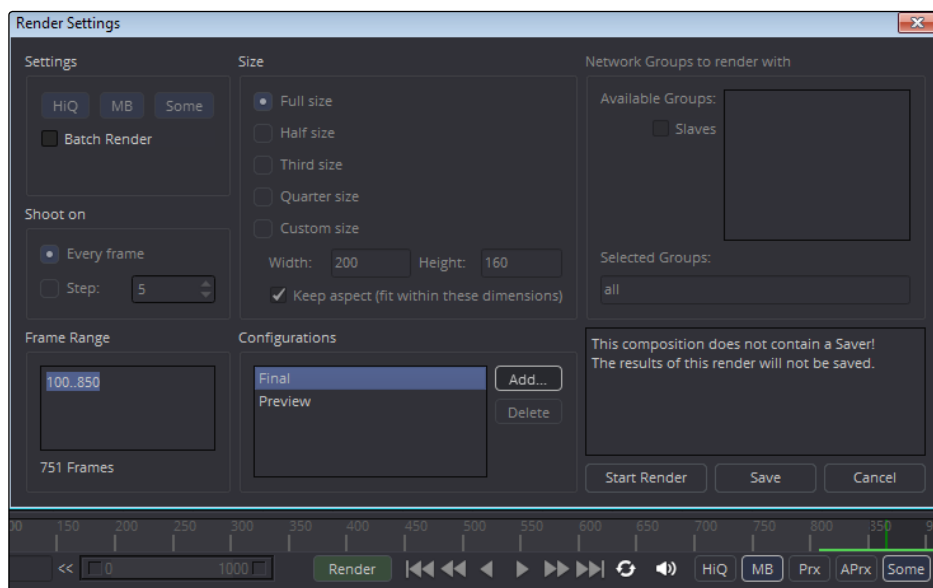 Render Settings
Settings
HiQ MB Some
Batch Render
Shoot on
Every frame
Step: 5
Frame Range
100..850
751 Frames
Size
Full size
Half size
Third size
Quarter size
Custom size
Width: 200 Height: 160
Keep aspect (fit within these dimensions)
Configurations
Final
Preview
Add...
Delete
Network Groups to render with
Available Groups:
Slaves
Selected Groups:
all
This composition does not contain a Saver!
The results of this render will not be saved.
Start Render Save Cancel
150 200 250 300 350 400 450 500 550 600 650 700 750 800 850
<< 0 1000 Render HiQ MB Prx APrx Some